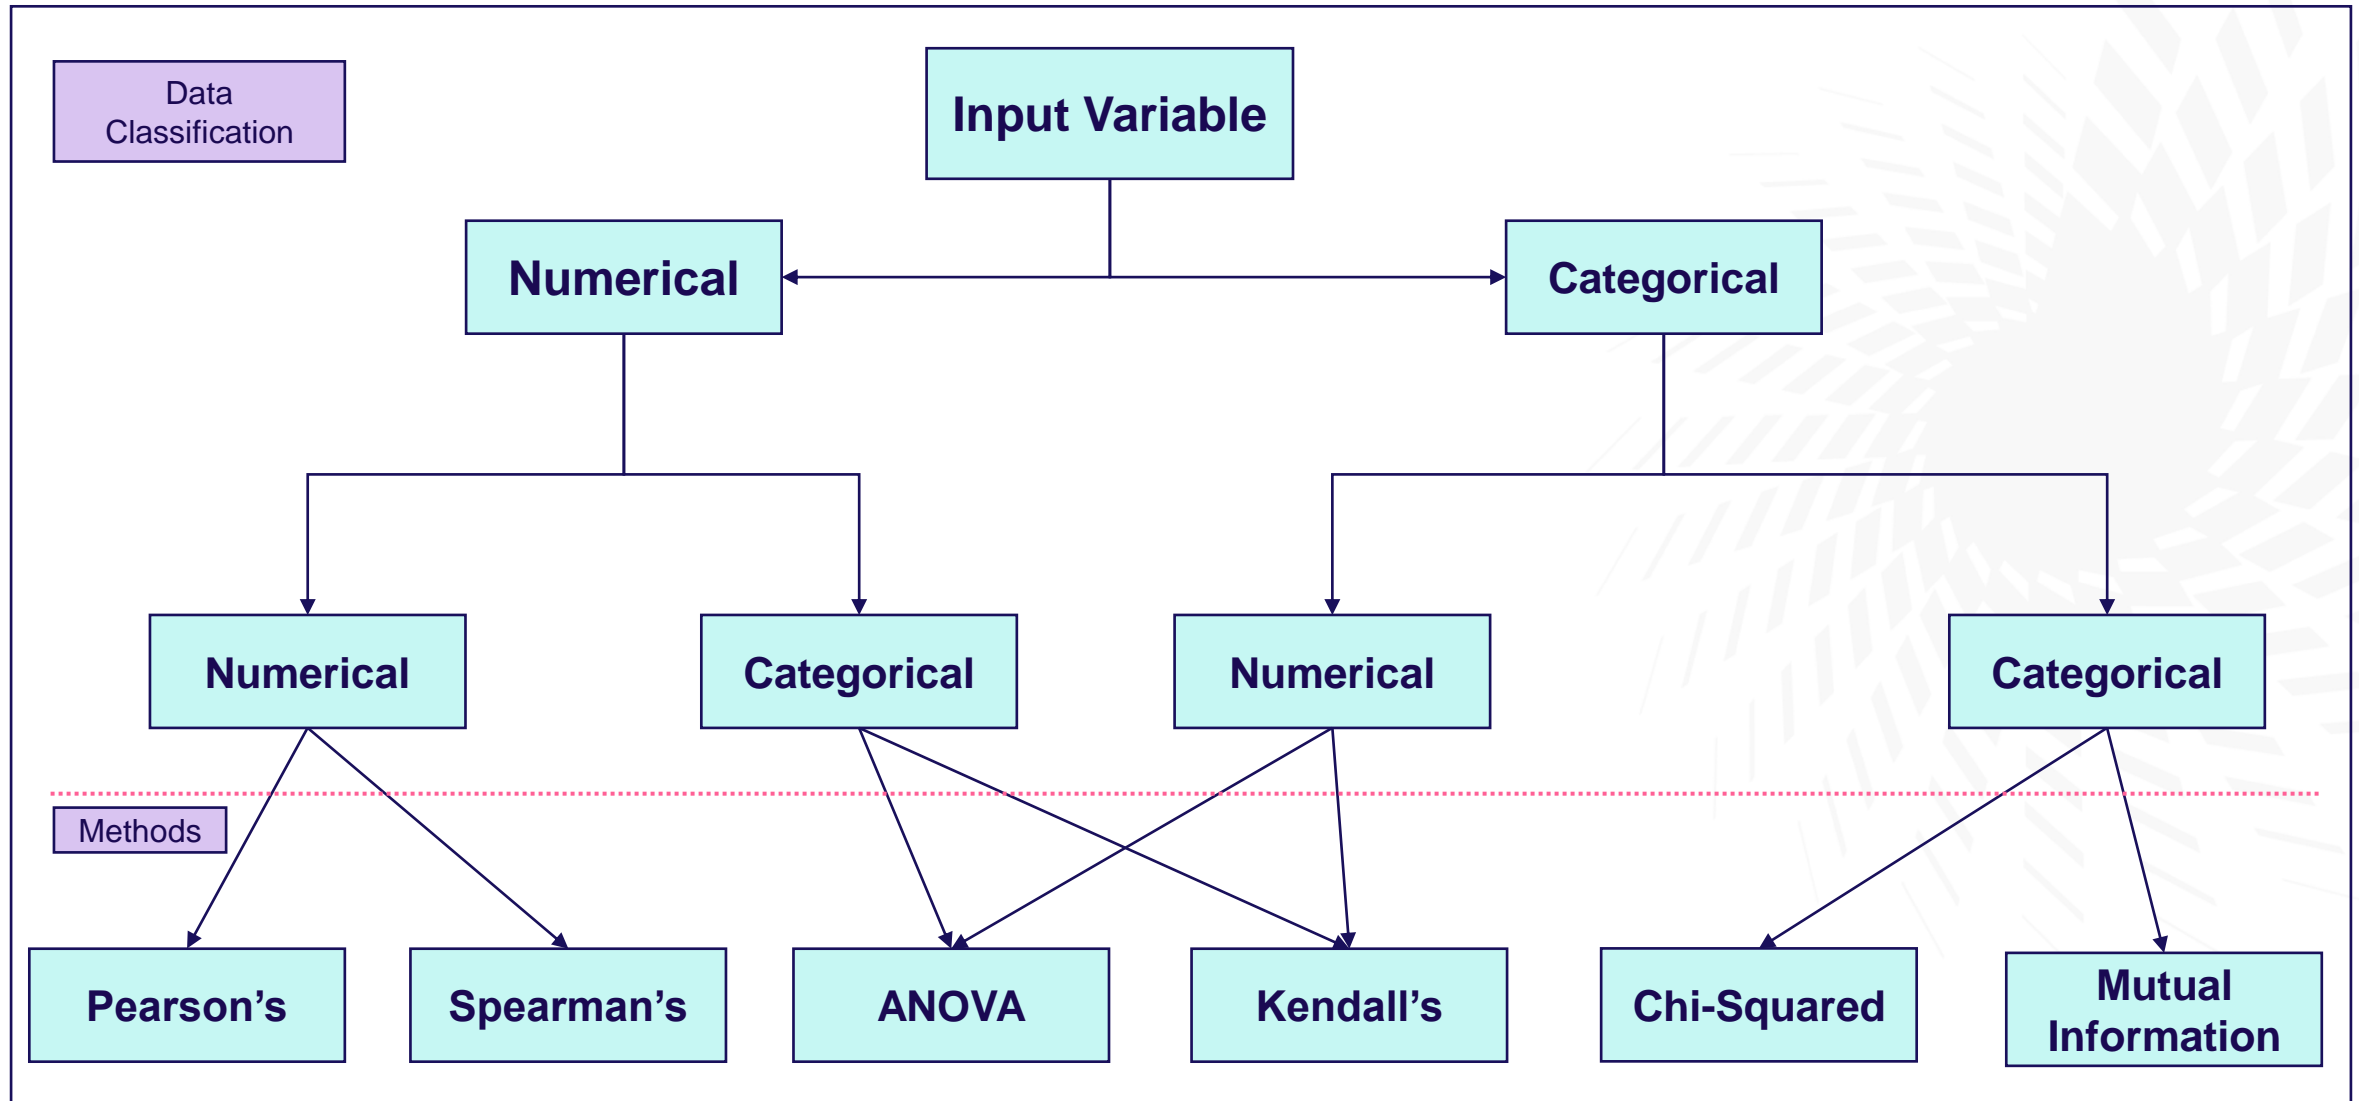 Data
Classification
Input Variable
Numerical
Categorical
Numerical
Categorical
Numerical
Categorical
Methods
Pearson’s
Spearman’s
ANOVA
Kendall’s
Chi-Squared
Mutual
Information